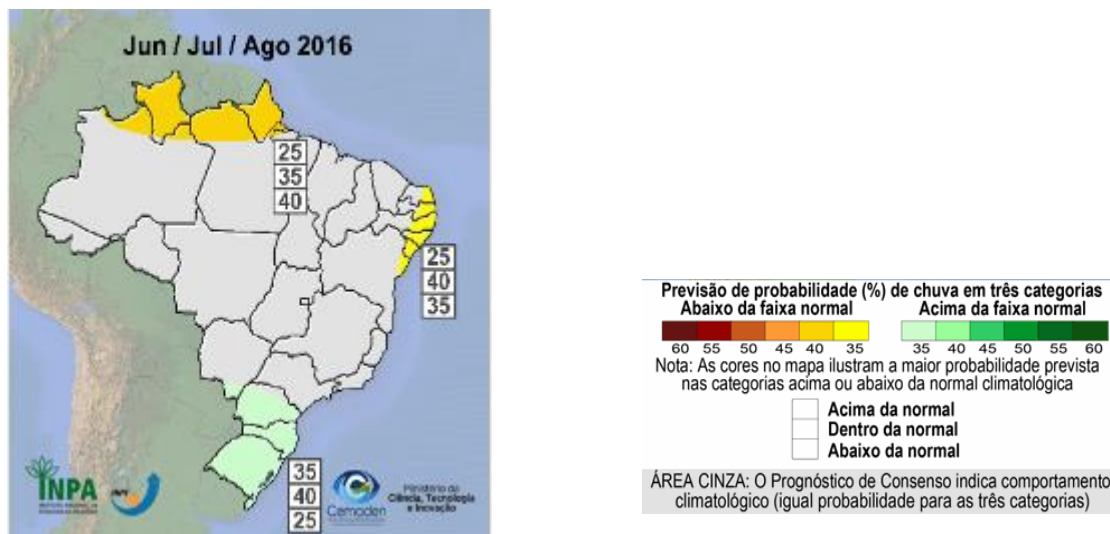 Jun / Jul / Ago 2016
25
35
40
25
40
35
35
40
25
INPA
Cemaden
Ministério da
Ciência, Tecnologia
e Inovação
Previsão de probabilidade (%) de chuva em três categorias
Abaixo da faixa normal Acima da faixa normal
60 55 50 45 40 35 35 40 45 50 55 60
Nota: As cores no mapa ilustram a maior probabilidade prevista
nas categorias acima ou abaixo da normal climatológica
Acima da normal
Dentro da normal
Abaixo da normal
ÁREA CINZA: O Prognóstico de Consenso indica comportamento
climatológico (igual probabilidade para as três categorias)